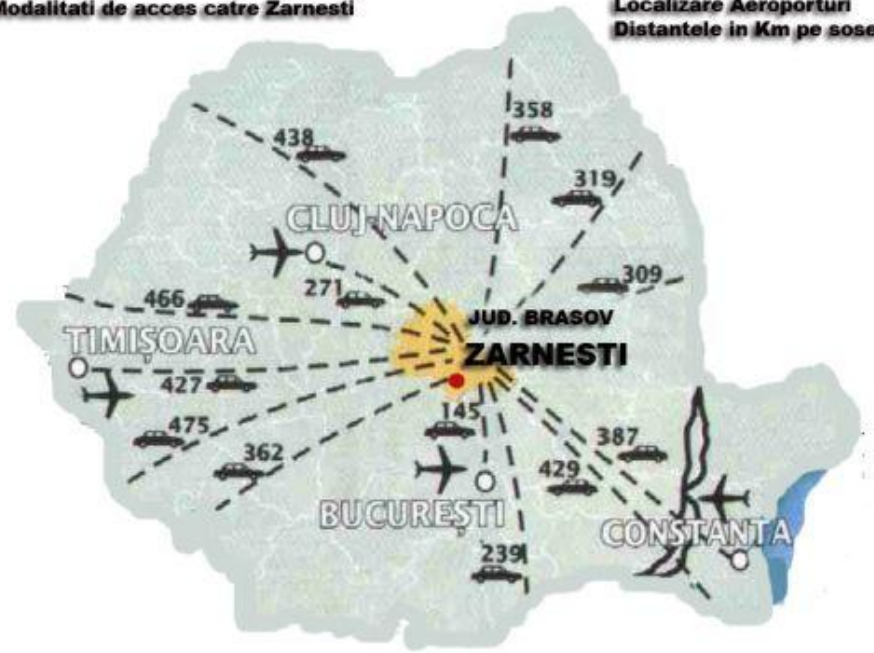 Modalitati de acces catre Zarnesti
Localizare Aeroporturi
Distantele in Km pe sose
358
438
319
CLUJ-NAPOCA
309
271
466
JUD. BRASOV
TIMIȘOARA
ZARNESTI
427
145
475
387
362
429
BUCUREȘTI
CONSTANTA
239